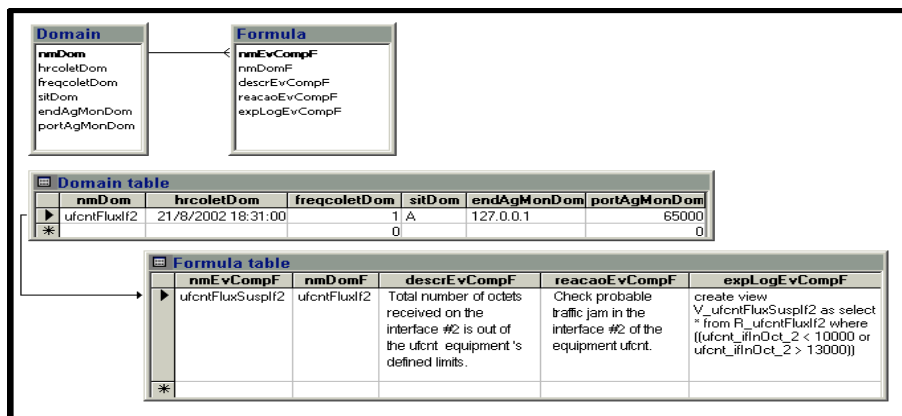 Domain
nmDom
hrcoletDom
freqcoletDom
sitDom
endAgMonDom
portAgMonDom
Formula
nmEvCompF
nmDomF
descrEvCompF
reacaoEvCompF
expLogEvCompF
Domain table
nmDom hrcoletDom freqcoletDom sitDom endAgMonDom portAgMonDom
ufcntFluxIf2 21/8/2002 18:31:00 1 A 127.0.0.1 65000
0 0
Formula table
nmEvCompF nmDomF descrEvCompF reacaoEvCompF expLogEvCompF
ufcntFluxSuspIf2 ufcntFluxIf2
Total number of octets
received on the
interface #2 is out of
the ufcnt equipment's
defined limits.
Check probable
traffic jam in the
interface #2 of the
equipment ufcnt.
create view
V_ufcntFluxSuspIf2 as select
* from R_ufcntFluxIf2 where
((ufcnt_ifInOct_2 < 10000 or
ufcnt_ifInOct_2 > 13000))